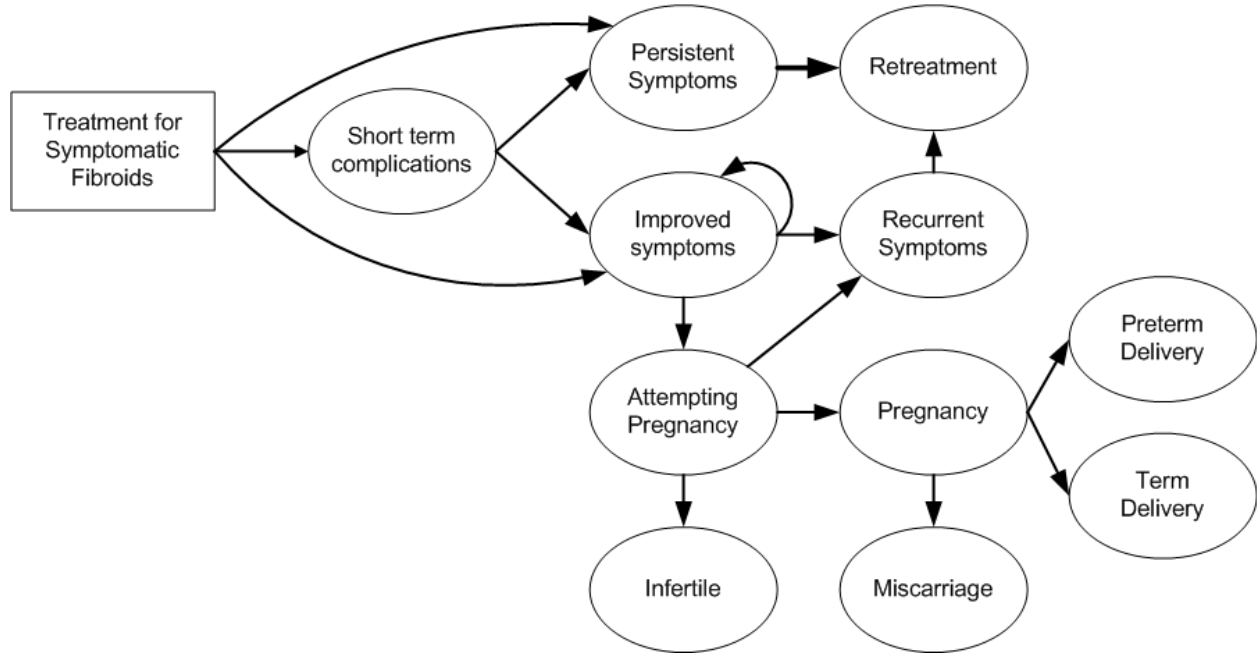 Treatment for
Symptomatic
Fibroids
Short term
complications
Persistent
Symptoms
Retreatment
Improved
symptoms
Recurrent
Symptoms
Attempting
Pregnancy
Pregnancy
Preterm
Delivery
Term
Delivery
Infertile
Miscarriage